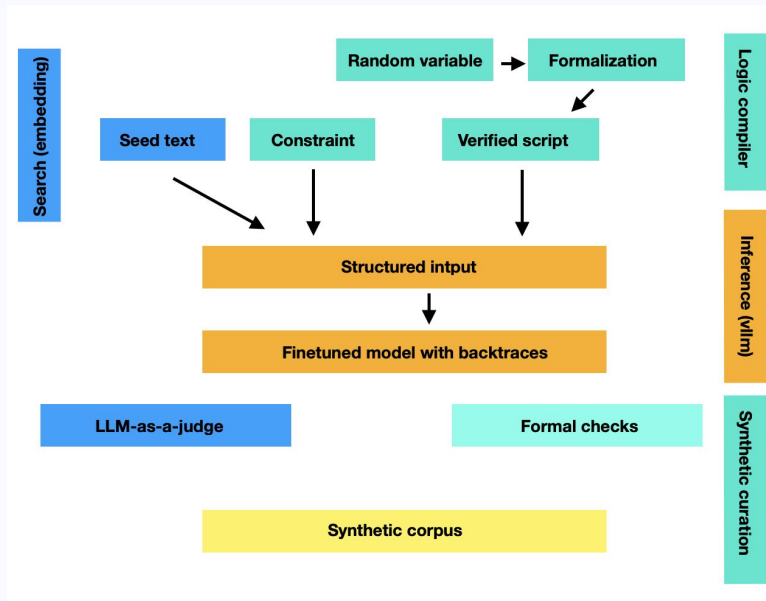 Search (embedding)
Random variable
Formalization
Logic compiler
Seed text
Constraint
Verified script
Structured intput
Inference (vllm)
Finetuned model with backtraces
LLM-as-a-judge
Formal checks
Synthetic curation
Synthetic corpus